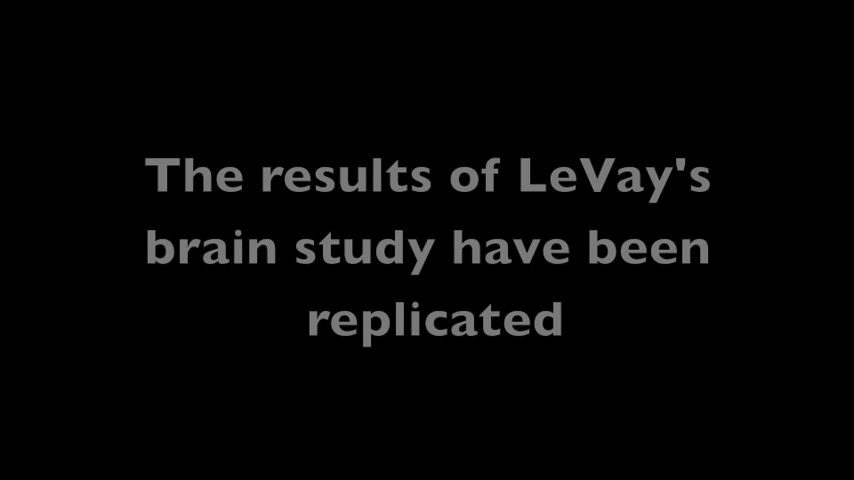 The results of LeVay's
brain study have been
replicated